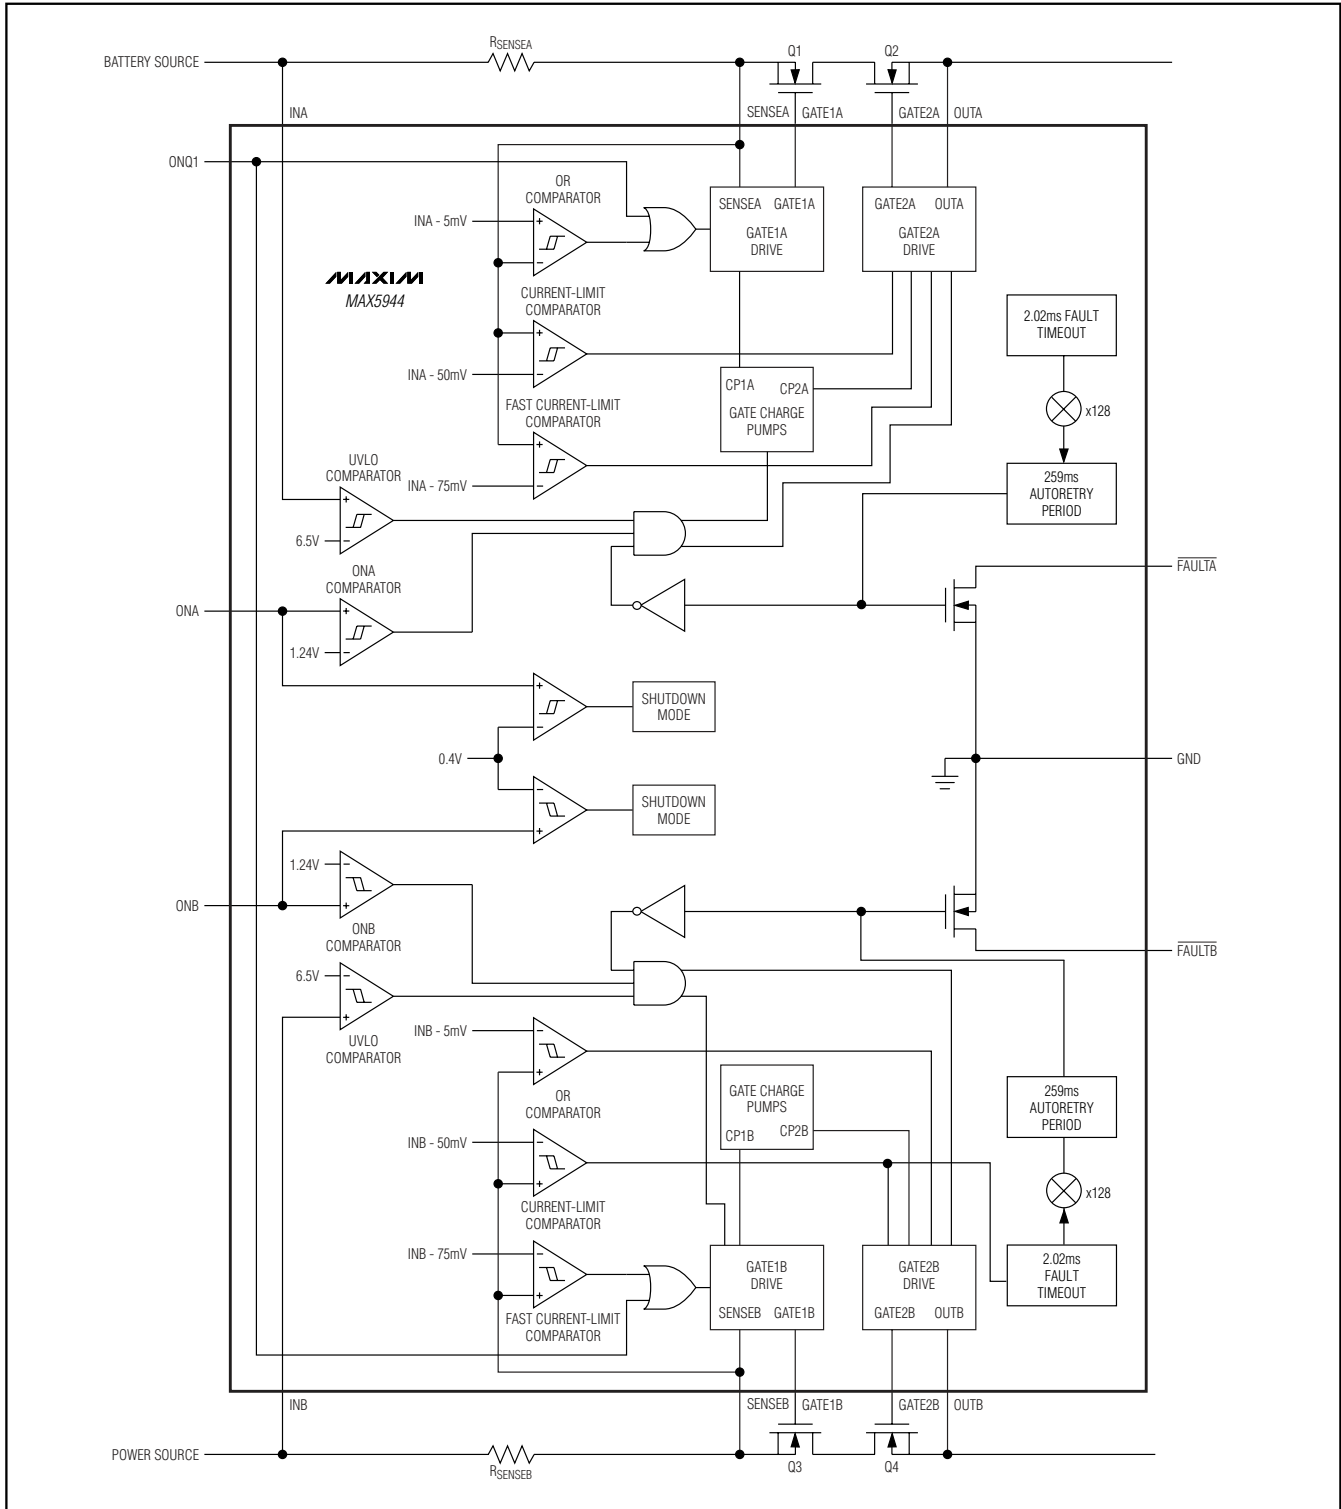 BATTERY SOURCE
RSENSEA
Q1
Q2
INA
SENSEA
GATE1A
GATE2A
OUTA
ONQ1
OR
COMPARATOR
INA - 5mV
+
−
SENSEA GATE1A
GATE1A
DRIVE
GATE2A OUTA
GATE2A
DRIVE
MAXIM
MAX5944
CURRENT-LIMIT
COMPARATOR
+
INA - 50mV
−
2.02ms FAULT
TIMEOUT
CP1A
CP2A
GATE CHARGE
PUMPS
x128
FAST CURRENT-LIMIT
COMPARATOR
+
INA - 75mV
−
UVLO
COMPARATOR
+
6.5V
−
259ms
AUTORETRY
PERIOD
FAULTA
ONA
COMPARATOR
ONA
+
1.24V
−
+
−
SHUTDOWN
MODE
0.4V
GND
−
+
SHUTDOWN
MODE
1.24V
−
ONB
+
ONB
COMPARATOR
FAULTB
6.5V
−
+
UVLO
COMPARATOR
INB - 5mV
−
+
OR
COMPARATOR
GATE CHARGE
PUMPS
CP1B
CP2B
259ms
AUTORETRY
PERIOD
INB - 50mV
−
+
CURRENT-LIMIT
COMPARATOR
x128
INB - 75mV
−
+
FAST CURRENT-LIMIT
COMPARATOR
GATE1B
DRIVE
SENSEB GATE1B
GATE2B
DRIVE
GATE2B OUTB
2.02ms
FAULT
TIMEOUT
INB
SENSEB
GATE1B
GATE2B
OUTB
POWER SOURCE
RSENSEB
Q3
Q4